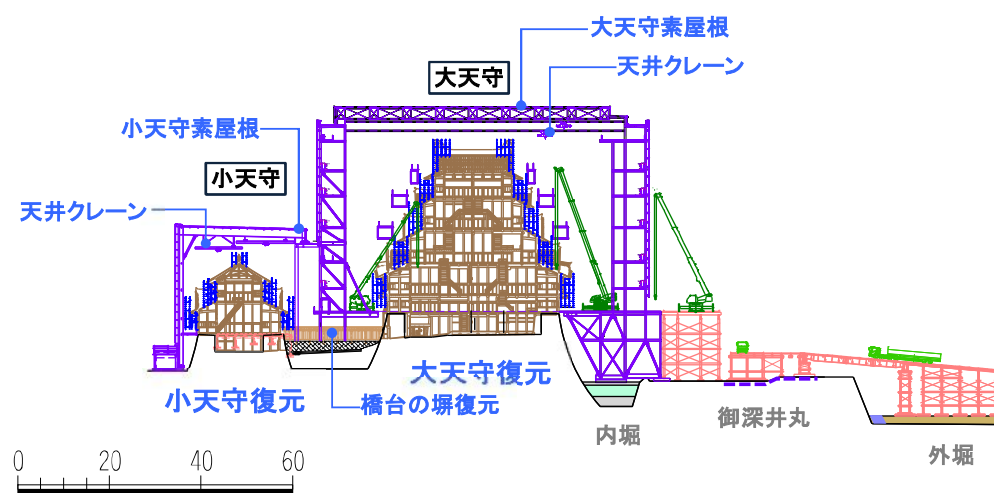 大天守素屋根
天井クレーン
大天守
小天守素屋根
小天守
天井クレーン
大天守復元
小天守復元
橋台の塀復元
御深井丸
内堀
外堀
0 20 40 60